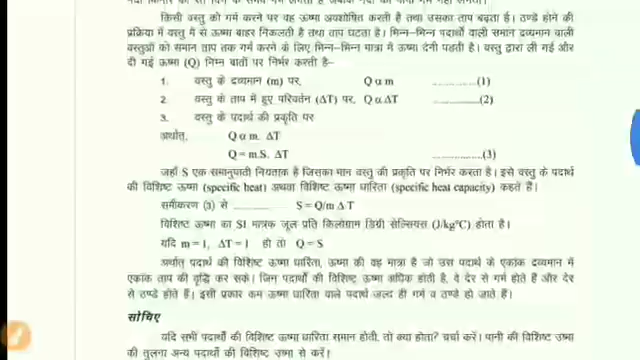 किसी वस्तु को गर्म करने पर वह ऊष्मा अवशोषित करती है तथा उसका ताप बढ़ता है। ठण्डे होने की
प्रक्रिया में वस्तु में से ऊष्मा बाहर निकलती है तथा ताप घटता है। भिन्न–भिन्न पदार्थों वाली समान द्रव्यमान वाली
वस्तुओं को समान ताप तक गर्म करने के लिए भिन्न–भिन्न मात्रा में ऊष्मा देनी पडती है। वस्तु द्वारा ली गई और
दी गई ऊष्मा (Q) निम्न बातों पर निर्भर करती है–
1. वस्तु के द्रव्यमान (m) पर, Q α m ...............(1)
2. वस्तु के ताप में हुए परिवर्तन (ΔT) पर, Q α ΔT ...............(2)
3. वस्तु के पदार्थ की प्रकृति पर
अर्थात्, Q α m. ΔT
Q = m.S. ΔT ...............(3)
जहाँ S एक समानुपाती नियताक है जिसका मान वस्तु की प्रकृति पर निर्भर करता है। इसे वस्तु के पदार्थ
की विशिष्ट ऊष्मा (specific heat) अथवा विशिष्ट ऊष्मा धारिता (specific heat capacity) कहते हैं।
समीकरण (3) से ............... S = Q/m Δ T
विशिष्ट ऊष्मा का SI मात्रक जूल प्रति किलोग्राम डिग्री सेल्सियस (J/kg°C) होता है।
यदि m = 1, ΔT = 1 हो तो Q = S
अर्थात् पदार्थ की विशिष्ट ऊष्मा धारिता, ऊष्मा की वह मात्रा है जो उस पदार्थ के एकांक द्रव्यमान में
एकांक ताप की वृद्धि कर सके। जिन पदार्थों की विशिष्ट ऊष्मा अधिक होती है, वे देर से गर्म होते हैं और देर
से ठण्डे होते हैं। इसी प्रकार कम ऊष्मा धारिता वाले पदार्थ जल्द ही गर्म व ठण्डे हो जाते हैं।
सोचिए
यदि सभी पदार्थों की विशिष्ट ऊष्मा धारिता समान होती, तो क्या होता? चर्चा करें। पानी की विशिष्ट उष्मा
की तुलना अन्य पदार्थों की विशिष्ट उष्मा से करें!